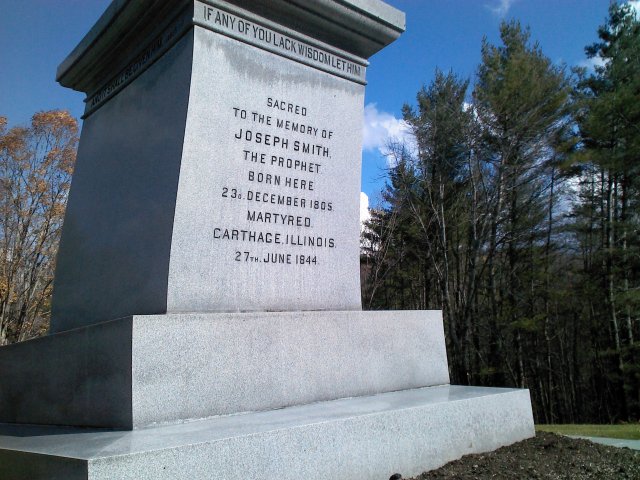 IF ANY OF YOU LACK WISDOM LET HIM
SACRED
TO THE MEMORY OF
JOSEPH SMITH,
THE PROPHET.
BORN HERE
23D. DECEMBER 1805.
MARTYRED,
CARTHAGE, ILLINOIS,
27TH. JUNE 1844.